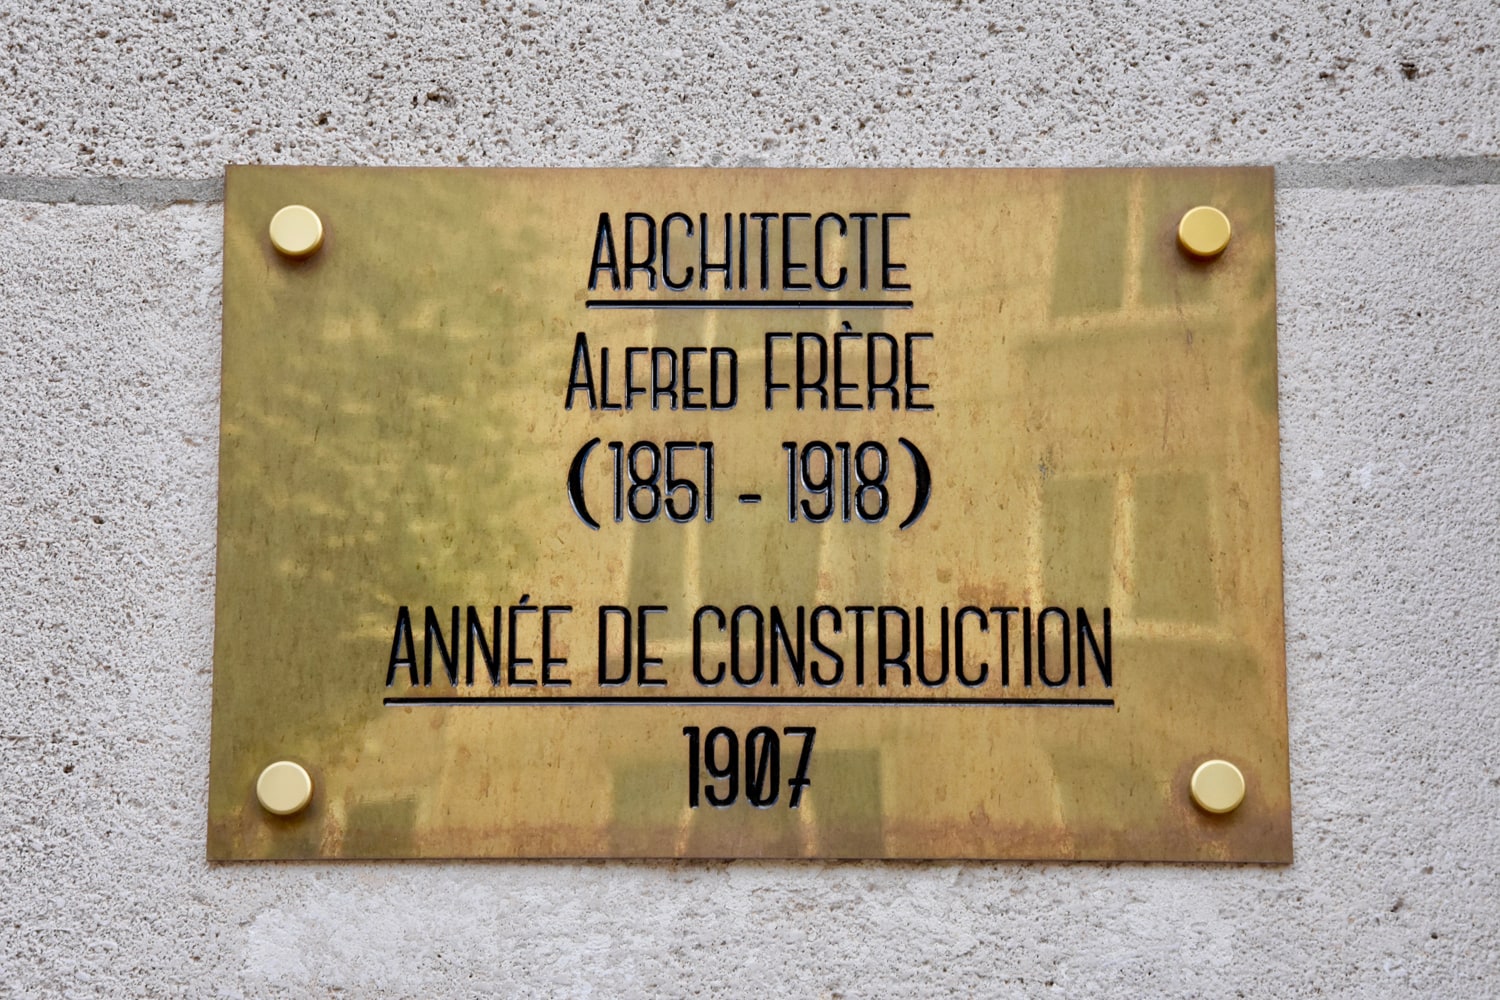 ARCHITECTE
ALFRED FRÈRE
(1851 - 1918)
ANNÉE DE CONSTRUCTION
1907